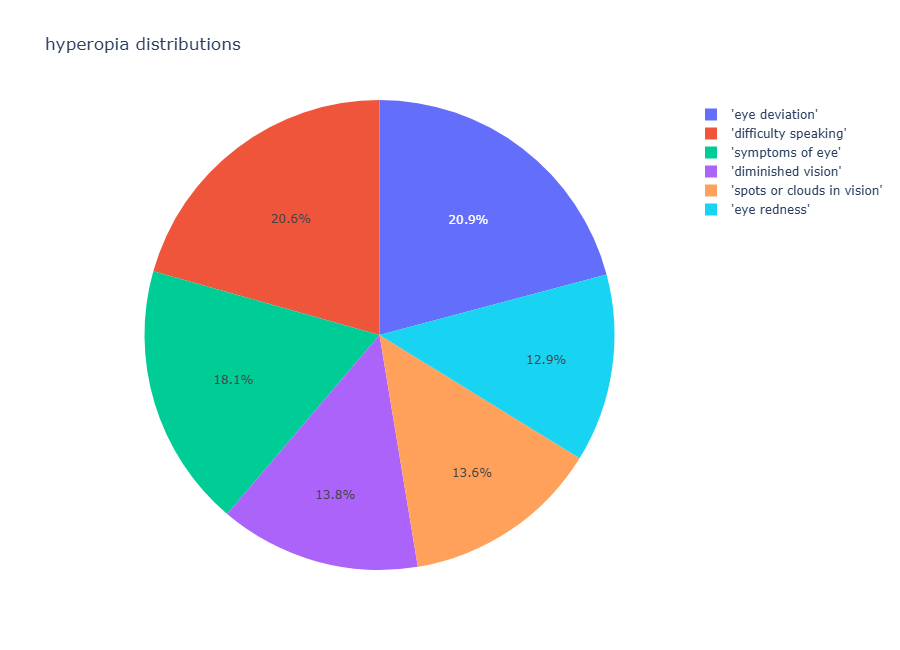 hyperopia distributions
'eye deviation'
'difficulty speaking'
'symptoms of eye'
'diminished vision'
'spots or clouds in vision'
'eye redness'
20.6%
20.9%
12.9%
18.1%
13.6%
13.8%